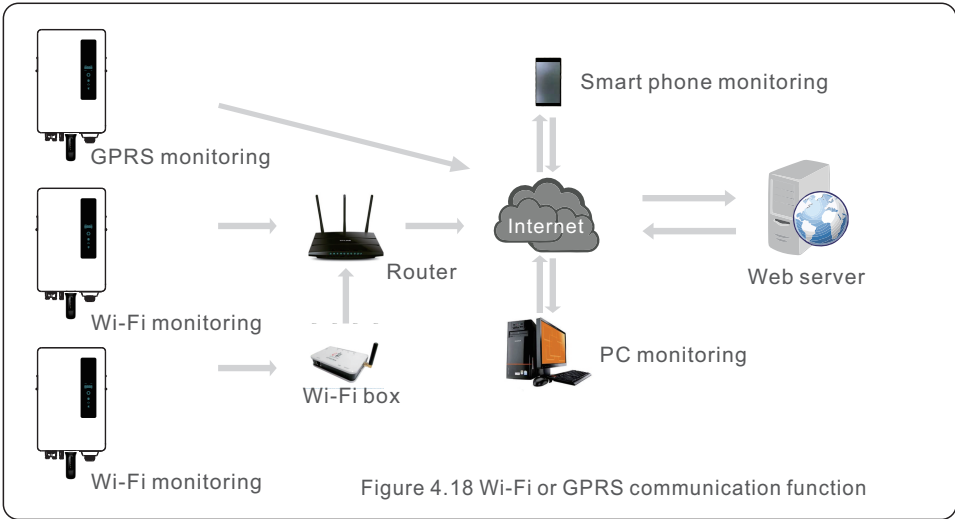 Smart phone monitoring
GPRS monitoring
Internet
Router
Web server
Wi-Fi monitoring
PC monitoring
Wi-Fi box
Wi-Fi monitoring
Figure 4.18 Wi-Fi or GPRS communication function